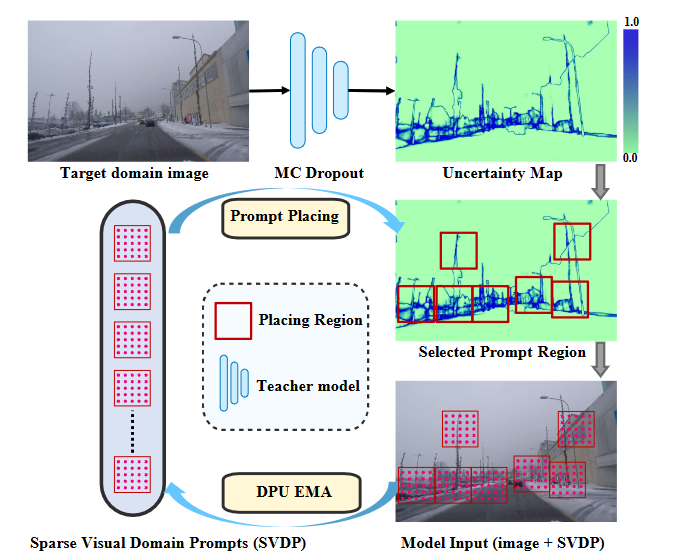 1.0
0.0
Target domain image
MC Dropout
Uncertainty Map
Prompt Placing
Placing Region
Teacher model
Selected Prompt Region
DPU EMA
Sparse Visual Domain Prompts (SVDP)
Model Input (image + SVDP)